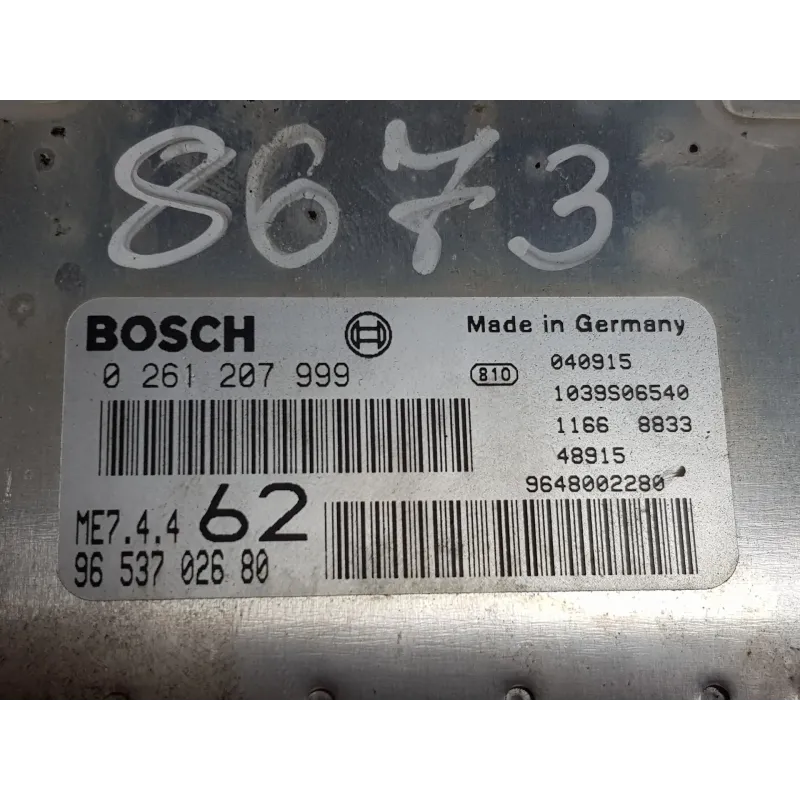 8673
BOSCH
Made in Germany
0 261 207 999
810
040915
1039S06540
1166 8833
48915
9648002280
ME7.4.4 62
96 537 026 80